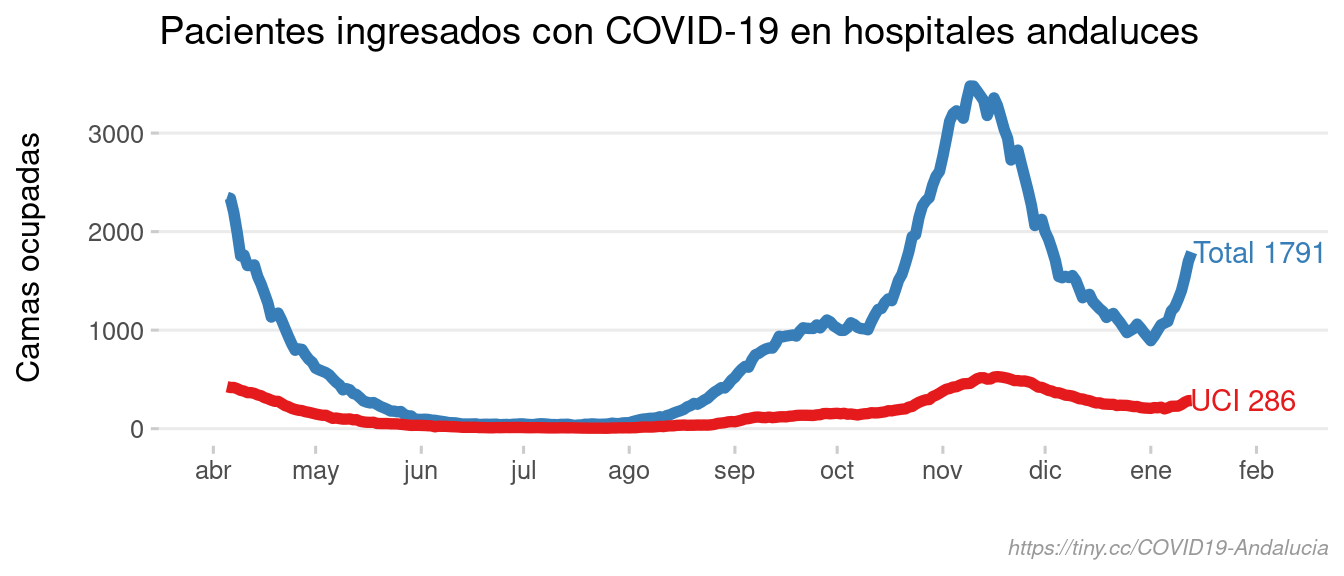 Pacientes ingresados con COVID-19 en hospitales andaluces
Camas ocupadas
3000
2000
1000
0
Total 1791
UCI 286
abr may jun jul ago sep oct nov dic ene feb
https://tiny.cc/COVID19-Andalucia